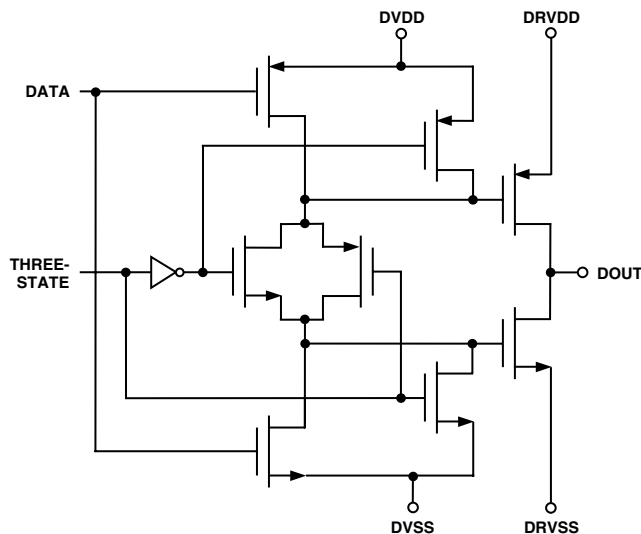 DVDD
DRVDD
DATA
THREE-
STATE
DOUT
DVSS
DRVSS